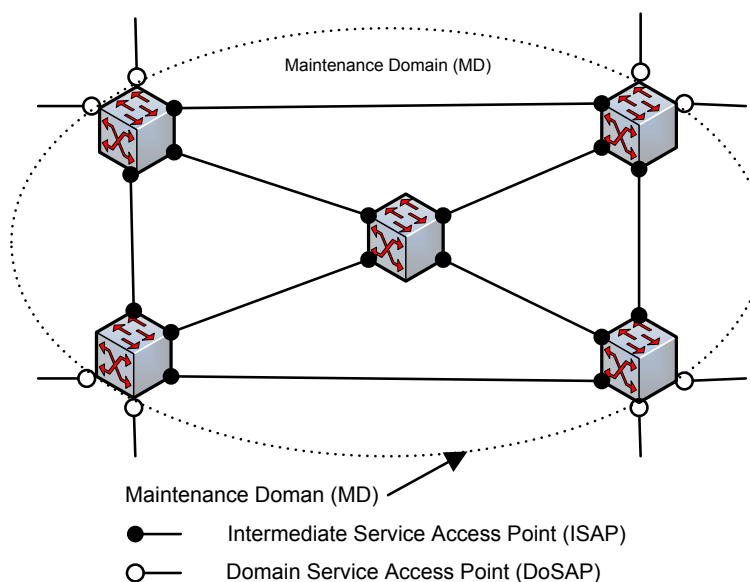 Maintenance Domain (MD)
Maintenance Doman (MD)
Intermediate Service Access Point (ISAP)
Domain Service Access Point (DoSAP)